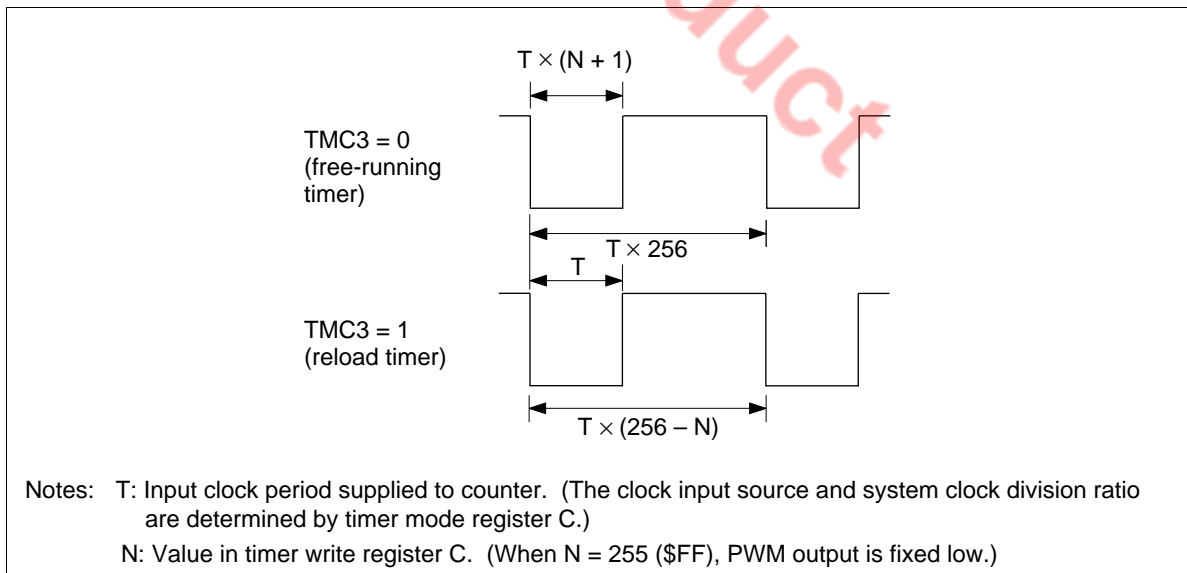 duct
T × (N + 1)
TMC3 = 0
(free-running
timer)
T × 256
T
TMC3 = 1
(reload timer)
T × (256 – N)
Notes: T: Input clock period supplied to counter. (The clock input source and system clock division ratio
are determined by timer mode register C.)
N: Value in timer write register C. (When N = 255 ($FF), PWM output is fixed low.)